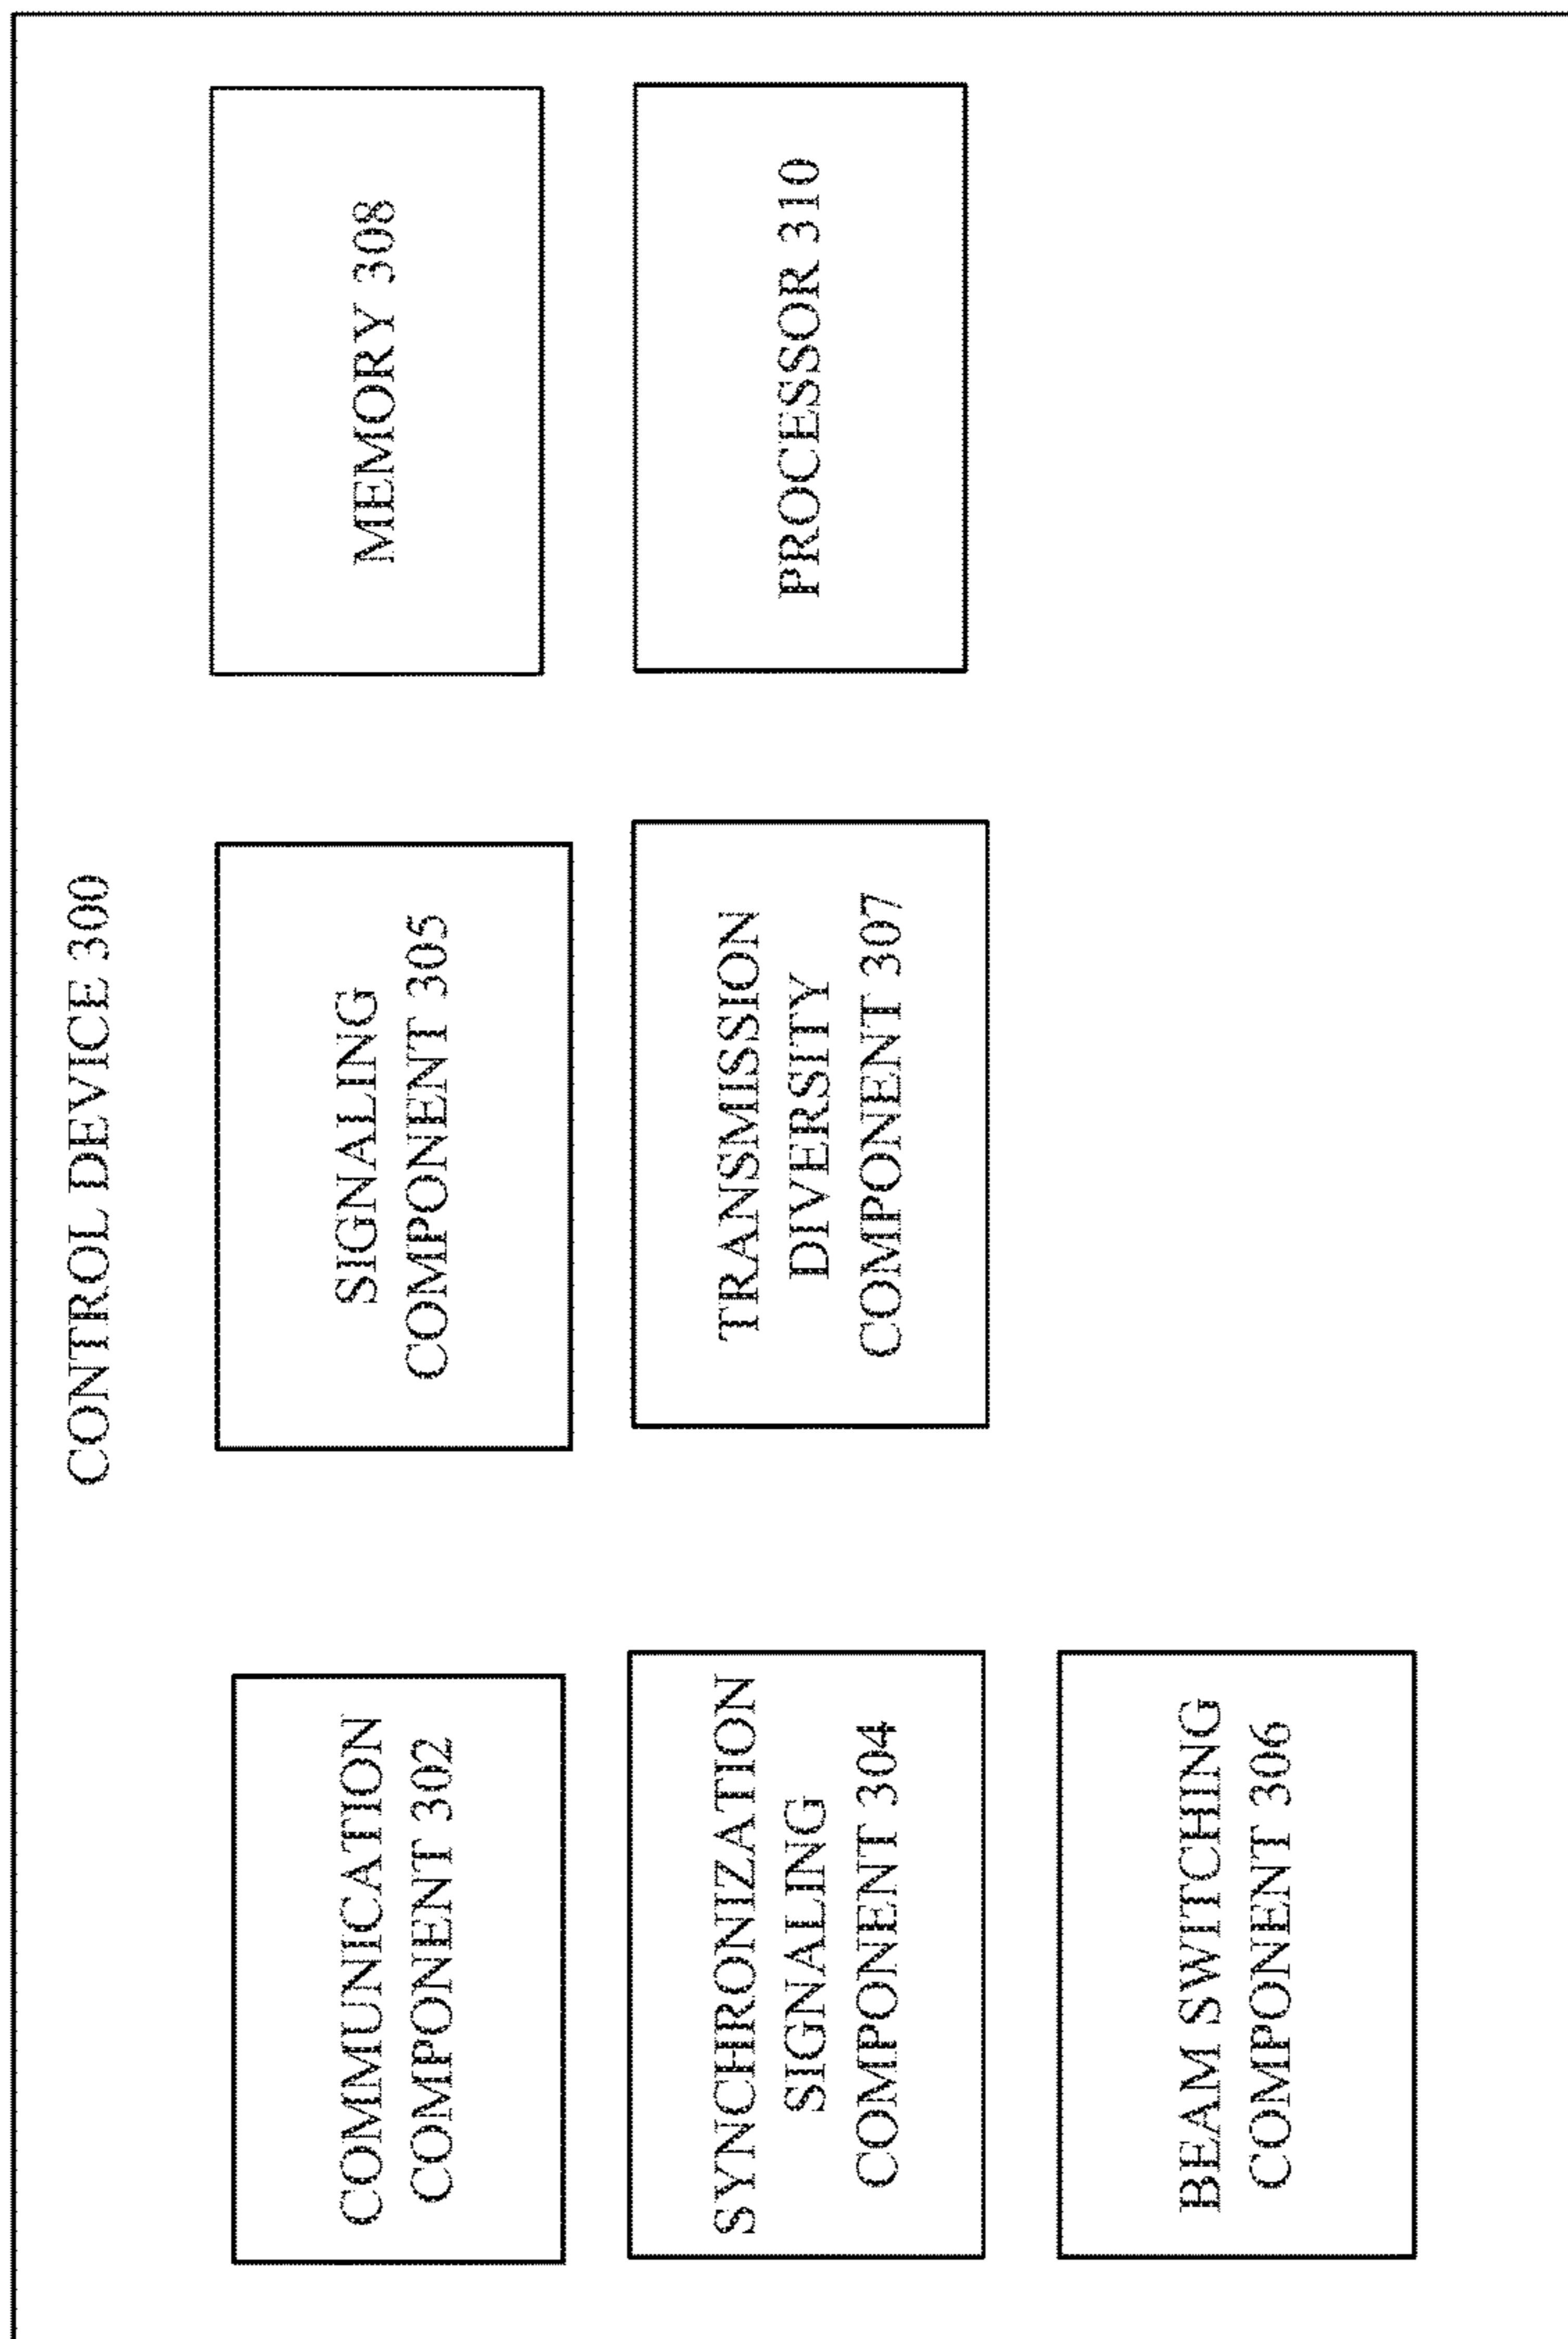 CONTROL DEVICE 300
COMMUNICATION
COMPONENT 302
SIGNALING
COMPONENT 305
MEMORY 308
SYNCHRONIZATION
SIGNALING
COMPONENT 304
TRANSMISSION
DIVERSITY
COMPONENT 307
PROCESSOR 310
BEAM SWITCHING
COMPONENT 306